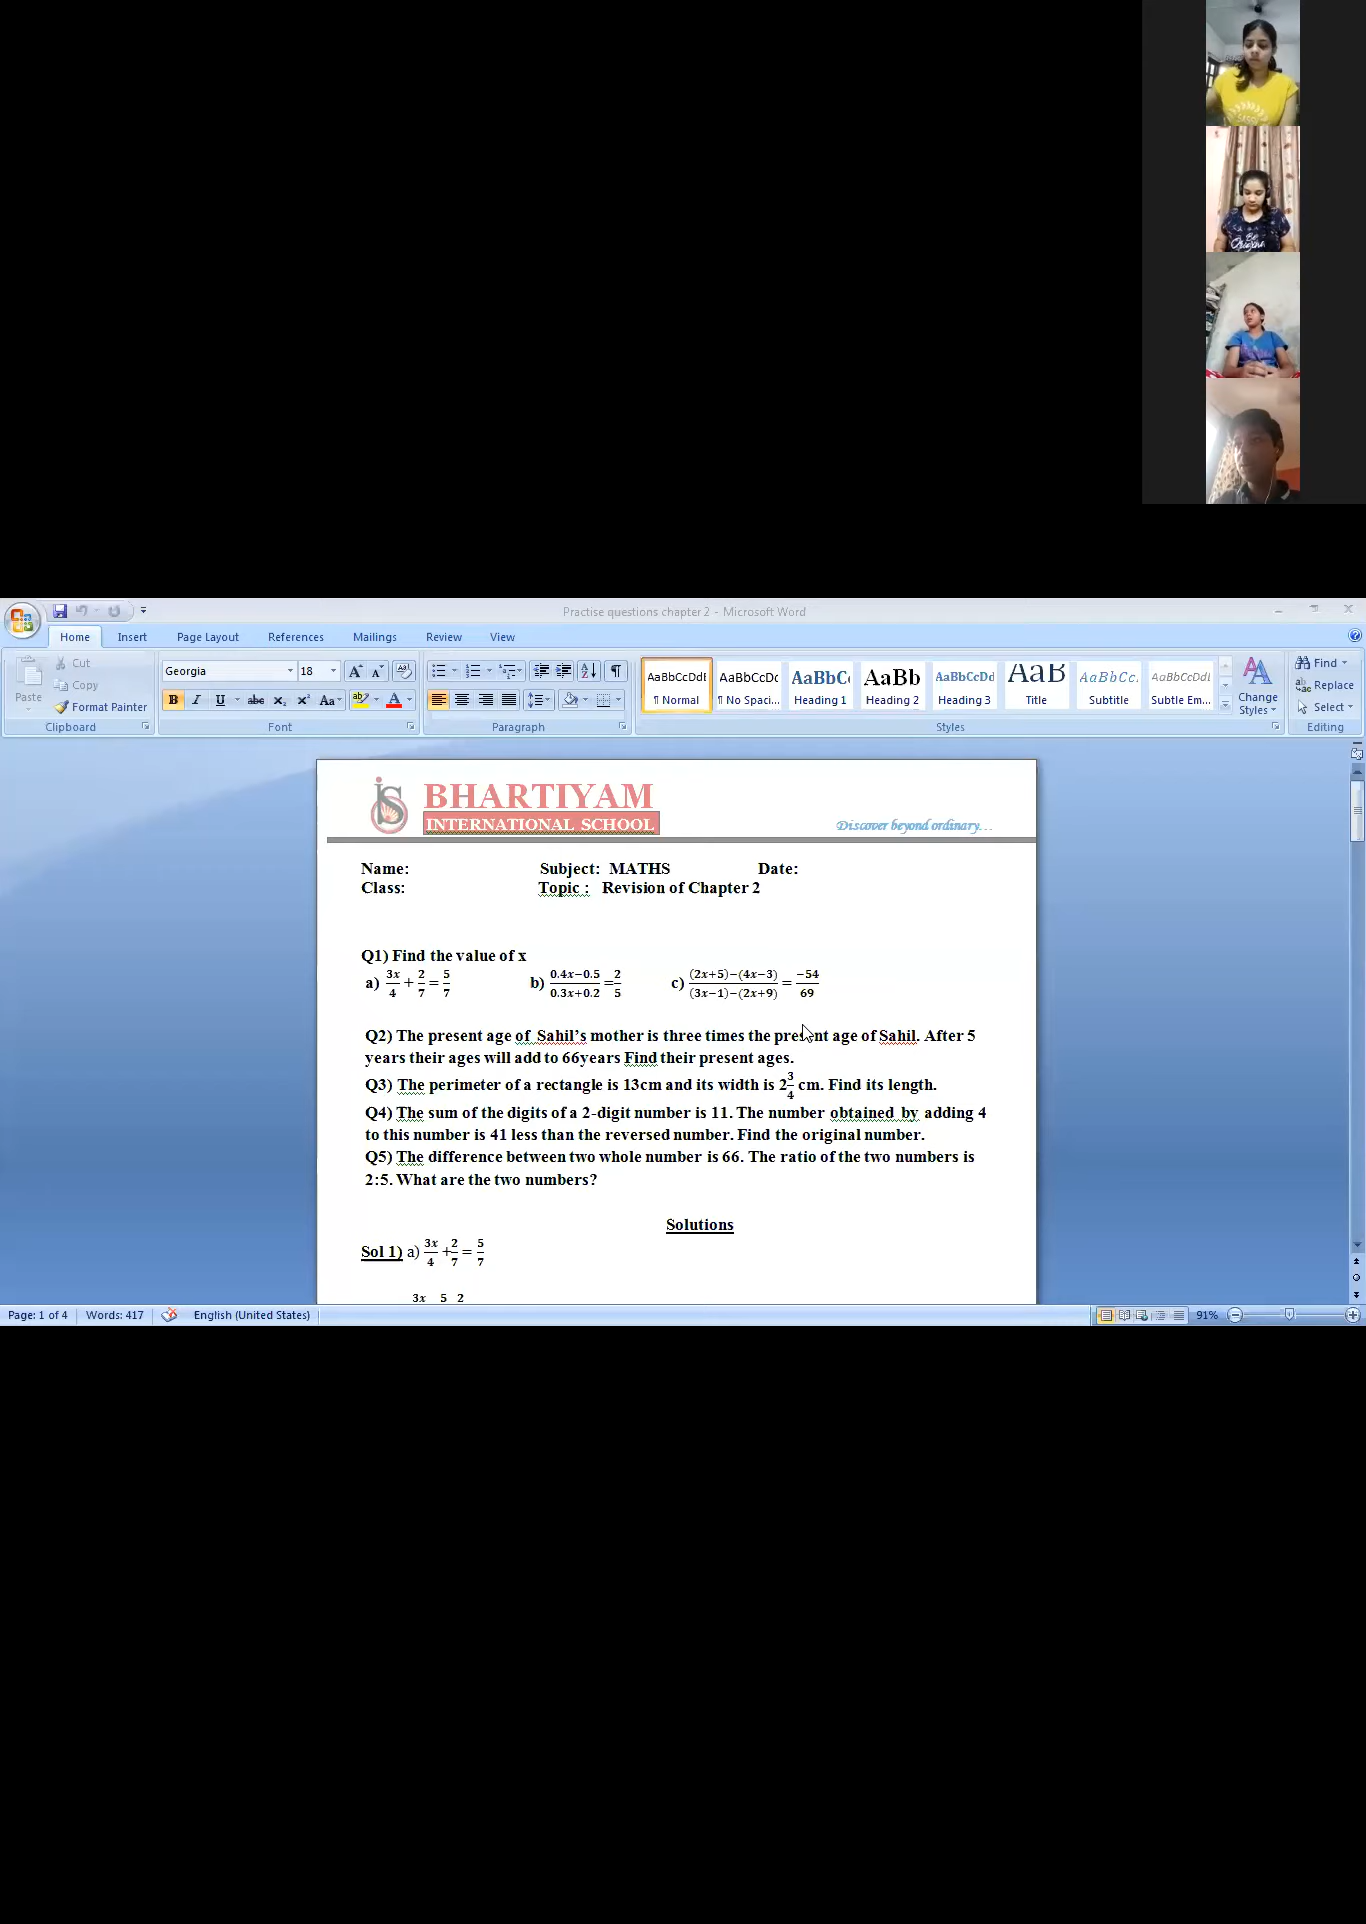 Practise questions chapter 2 - Microsoft Word
Home Insert Page Layout References Mailings Review View
Cut
Copy
Paste
Format Painter
Clipboard
Georgia 18
Font
Paragraph
AaBbCcDdE AaBbCcDc AaBbC AaBb AaBbCcDd AaB AaBbCc. AaBbCcDdL
¶ Normal ¶ No Spaci... Heading 1 Heading 2 Heading 3 Title Subtitle Subtle Em...
Change Styles
Styles
Find
Replace
Select
Editing
BHARTIYAM
INTERNATIONAL SCHOOL
Discover beyond ordinary...
Name: Subject: MATHS Date:
Class: Topic : Revision of Chapter 2
Q1) Find the value of x
a) 3x/4 + 2/7 = 5/7 b) 0.4x−0.5/0.3x+0.2 = 2/5 c) (2x+5)−(4x−3)/(3x−1)−(2x+9) = −54/69
Q2) The present age of Sahil's mother is three times the present age of Sahil. After 5
years their ages will add to 66years Find their present ages.
Q3) The perimeter of a rectangle is 13cm and its width is 2 3/4 cm. Find its length.
Q4) The sum of the digits of a 2-digit number is 11. The number obtained by adding 4
to this number is 41 less than the reversed number. Find the original number.
Q5) The difference between two whole number is 66. The ratio of the two numbers is
2:5. What are the two numbers?
Solutions
Sol 1) a) 3x/4 + 2/7 = 5/7
3x 5 2
Page: 1 of 4 Words: 417 English (United States) 91%